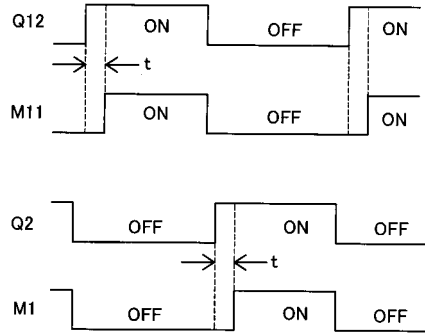 Q12 ON OFF ON
t
M11 ON OFF ON
Q2 OFF ON OFF
t
M1 OFF ON OFF